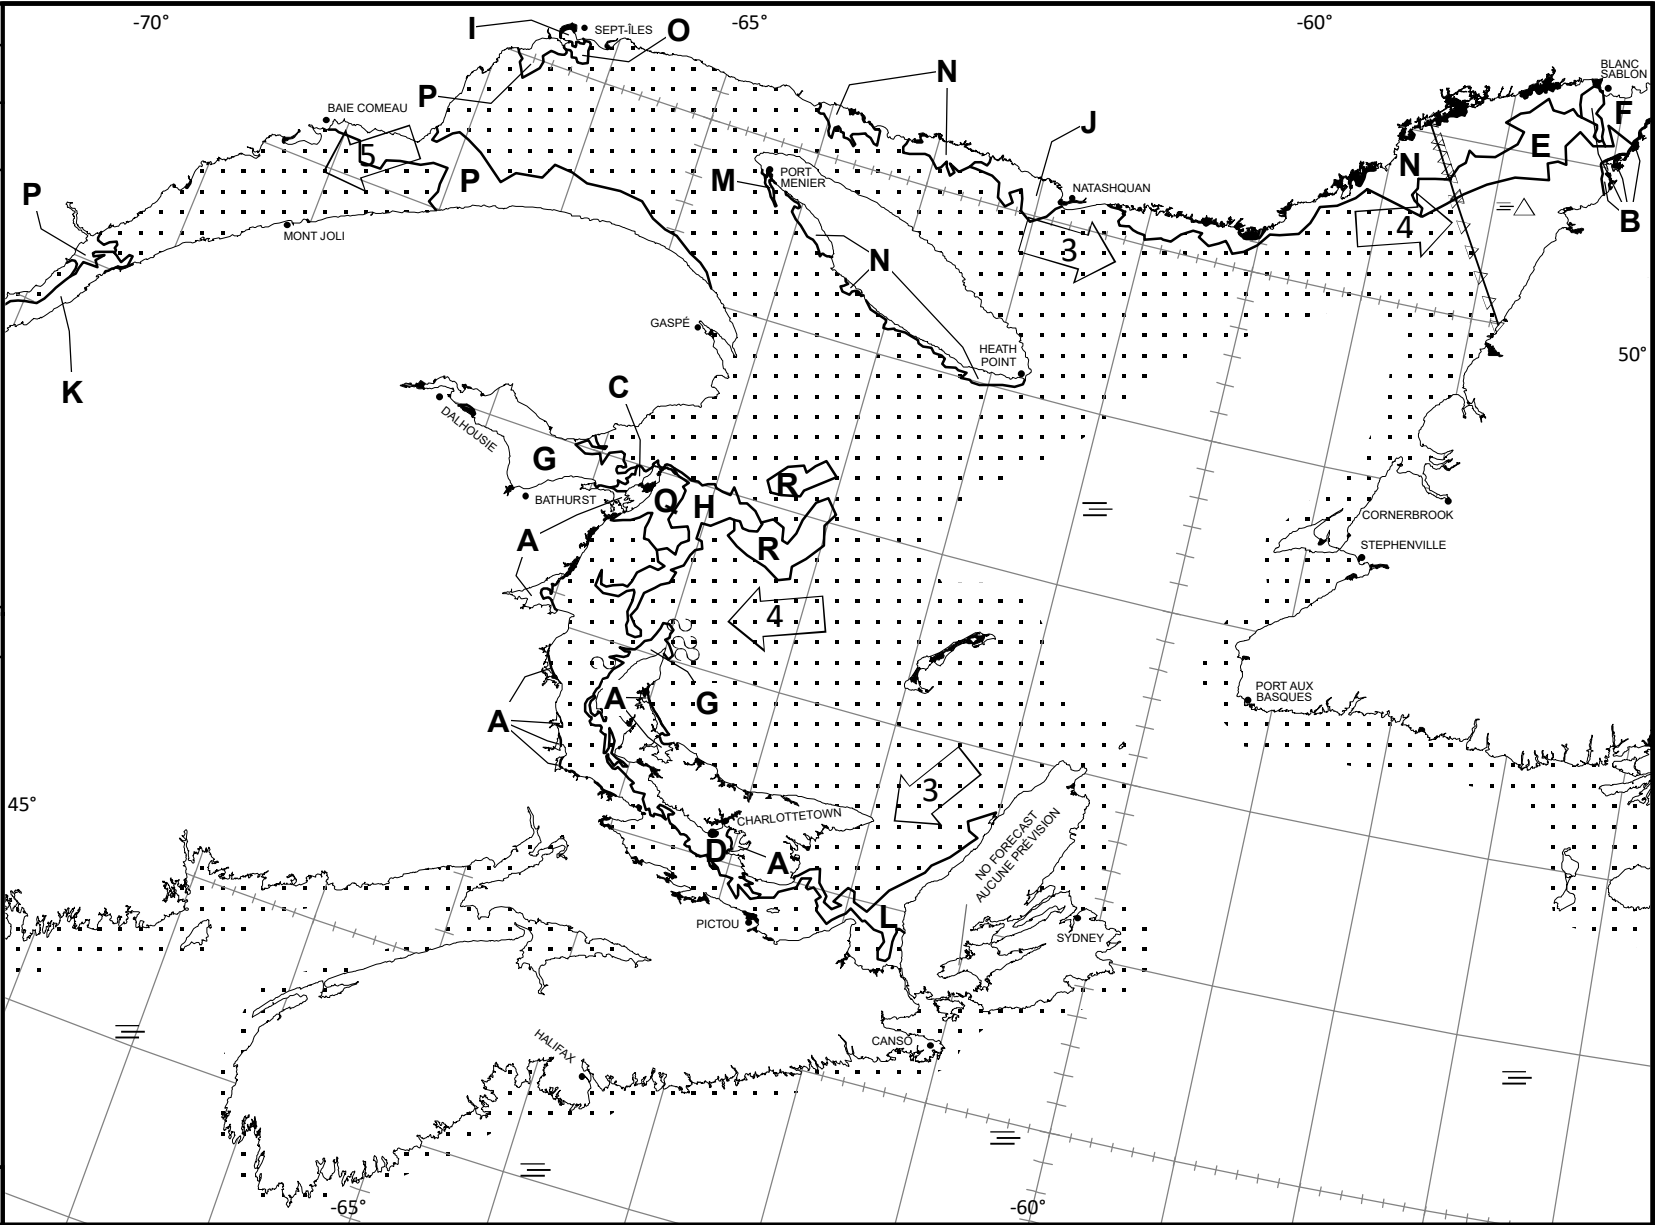 -70°
-65°
-60°
I
SEPT-ÎLES
O
BLANC
SABLON
N
P
BAIE COMEAU
J
F
5
E
N
P
M
PORT
MENIER
NATASHQUAN
P
B
4
MONT JOLI
3
N
GASPÉ
HEATH
POINT
50°
K
C
DALHOUSIE
G
R
BATHURST
Q
H
CORNERBROOK
A
R
STEPHENVILLE
4
A
G
PORT AUX
BASQUES
A
3
45°
CHARLOTTETOWN
NO FORECAST
AUCUNE PRÉVISION
D
A
L
PICTOU
SYDNEY
HALIFAX
CANSO
-65°
-60°